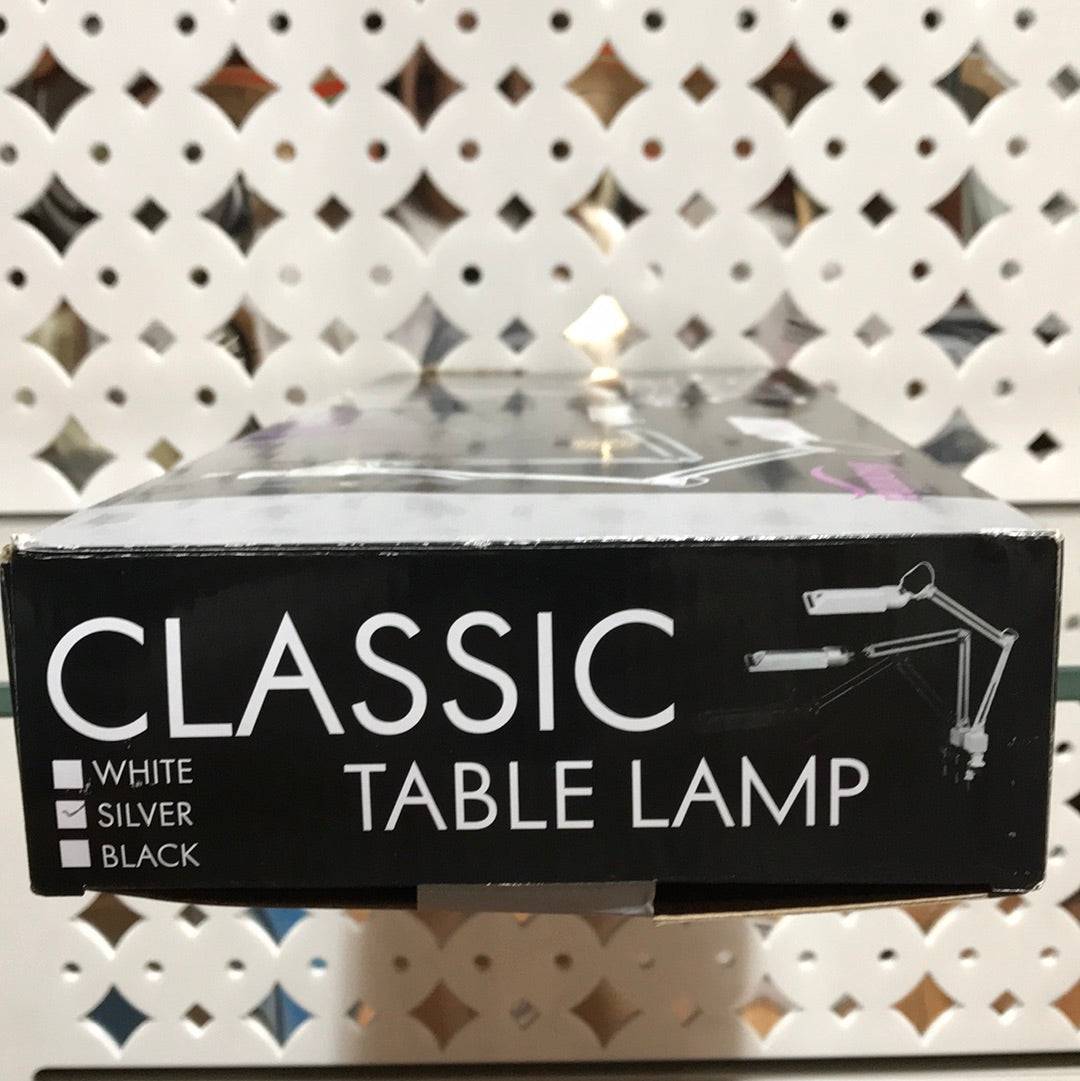 CLASSIC
TABLE LAMP
WHITE
SILVER
BLACK